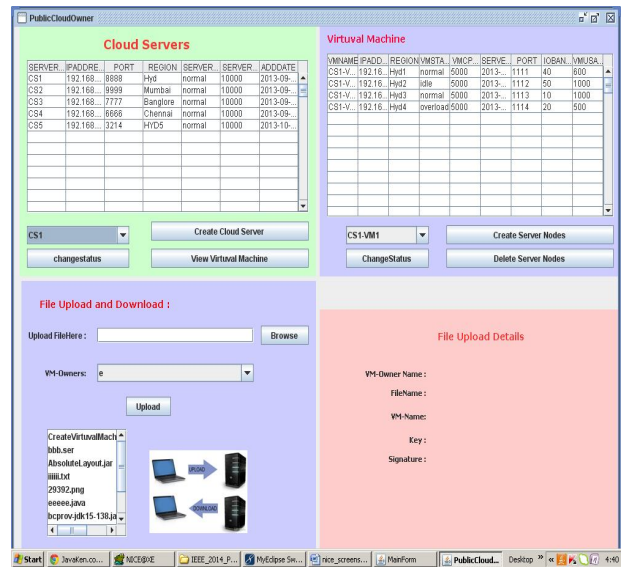 PublicCloudOwner
Cloud Servers
SERVER... IPADDRE... PORT REGION SERVER... SERVER... ADDDATE
CS1 192.168.... 8888 Hyd normal 10000 2013-09-...
CS2 192.168.... 9999 Mumbai normal 10000 2013-09-...
CS3 192.168.... 7777 Banglore normal 10000 2013-09-...
CS4 192.168.... 6666 Chennai normal 10000 2013-09-...
CS5 192.168.... 3214 HYD5 normal 10000 2013-10-...
CS1
Create Cloud Server
changestatus
View Virtuval Machine
Virtuval Machine
VMNAME IPADD... REGION VMSTA... VMCP... SERVE... PORT IOBAN... VMUSA...
CS1-V... 192.16... Hyd1 normal 5000 2013-... 1111 40 600
CS1-V... 192.16... Hyd2 idle 5000 2013-... 1112 50 1000
CS1-V... 192.16... Hyd3 normal 5000 2013-... 1113 10 1000
CS1-V... 192.16... Hyd4 overload 5000 2013-... 1114 20 500
CS1-VM1
Create Server Nodes
ChangeStatus
Delete Server Nodes
File Upload and Download :
Upload FileHere :
Browse
VM-Owners: e
Upload
CreateVirtuvalMach
bbb.ser
AbsoluteLayout.jar
29392.png
eeeee.java
bcprov-jdk15-138.ja
UPLOAD
DOWNLOAD
File Upload Details
VM-Owner Name :
FileName :
VM-Name:
Key :
Signature :
Start JavaKen.co... NICE@XE IEEE_2014_P... MyEclipse Sw... nice_screens... MainForm PublicCloud... Desktop » « 4:40